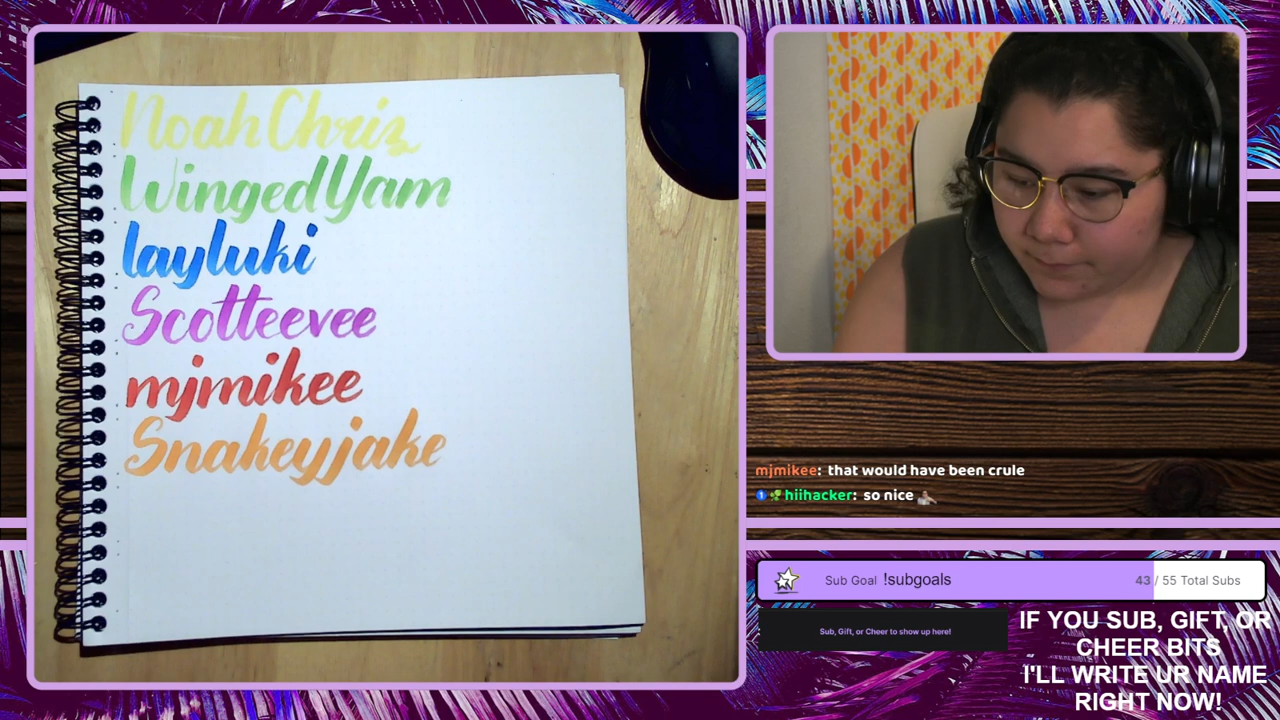 NoahChriz
WingedYam
layluki
Scotteevee
mjmikee
Snakeyjake
mjmikee: that would have been crule
1 hiihacker: so nice
Sub Goal !subgoals 43 / 55 Total Subs
Sub, Gift, or Cheer to show up here!
IF YOU SUB, GIFT, OR
CHEER BITS
I'LL WRITE UR NAME
RIGHT NOW!